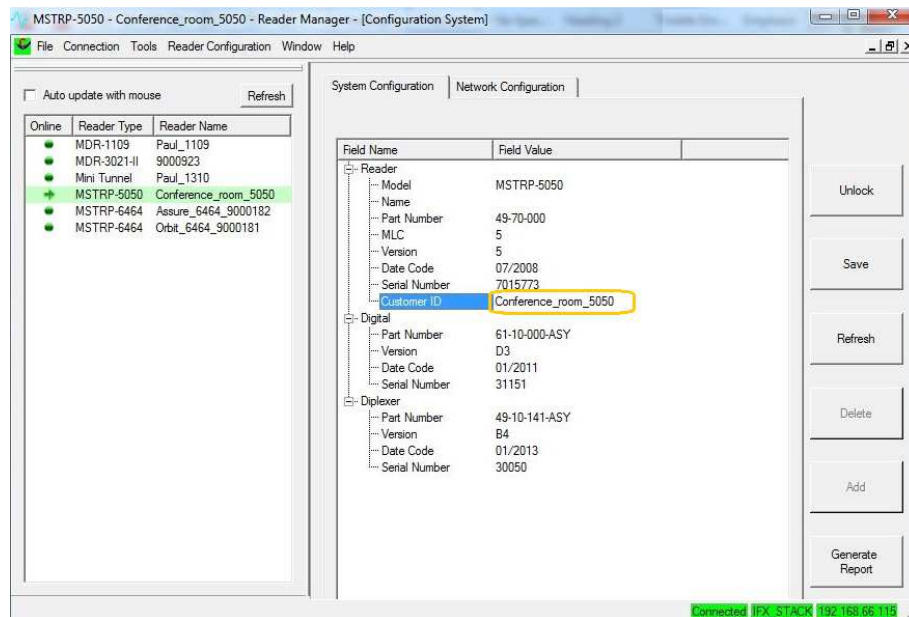 MSTRP-5050 - Conference_room_5050 - Reader Manager - [Configuration System]
File Connection Tools Reader Configuration Window Help
Auto update with mouse Refresh
Online Reader Type Reader Name
MDR-1109 Paul_1109
MDR-3021-II 9000923
Mini Tunnel Paul_1310
MSTRP-5050 Conference_room_5050
MSTRP-6464 Assure_6464_9000182
MSTRP-6464 Orbit_6464_9000181
System Configuration Network Configuration
Field Name Field Value
Reader
Model MSTRP-5050
Name
Part Number 49-70-000
MLC 5
Version 5
Date Code 07/2008
Serial Number 7015773
Customer ID Conference_room_5050
Digital
Part Number 61-10-000-ASY
Version D3
Date Code 01/2011
Serial Number 31151
Diplexer
Part Number 49-10-141-ASY
Version B4
Date Code 01/2013
Serial Number 30050
Unlock
Save
Refresh
Delete
Add
Generate
Report
Connected IFX_STACK 192.168.66.115